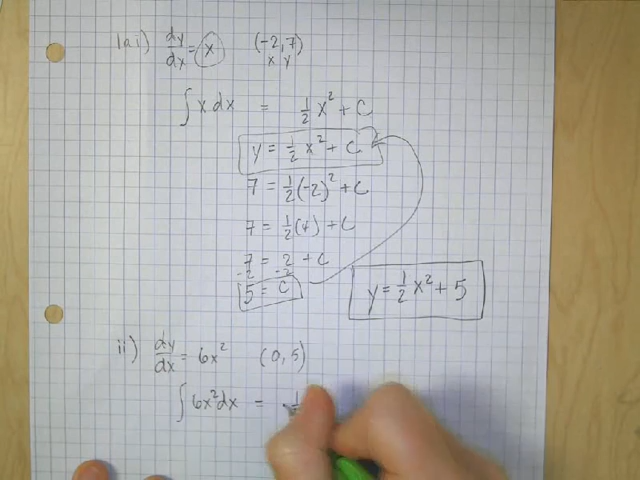 1a i) dy/dx = x (-2, 7)
x y
∫ x dx = 1/2 x² + C
y = 1/2 x² + C
7 = 1/2 (-2)² + C
7 = 1/2 (4) + C
7 = 2 + C
-2 -2
5 = C
y = 1/2 x² + 5
ii) dy/dx = 6x² (0, 5)
∫ 6x² dx =